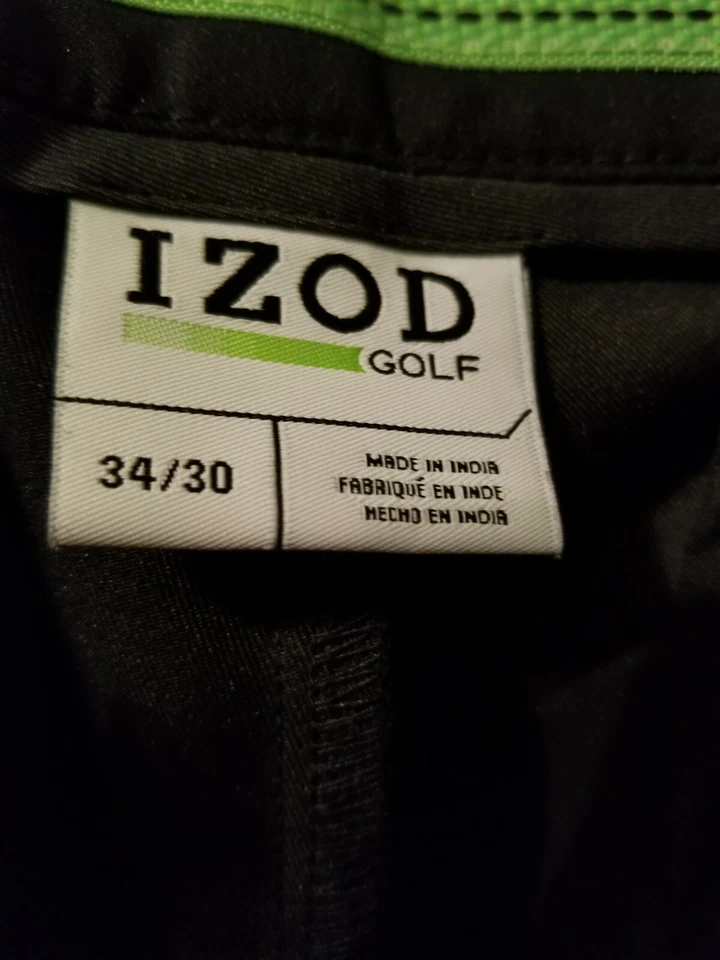 IZOD
GOLF
34/30
MADE IN INDIA
FABRIQUÉ EN INDE
HECHO EN INDIA